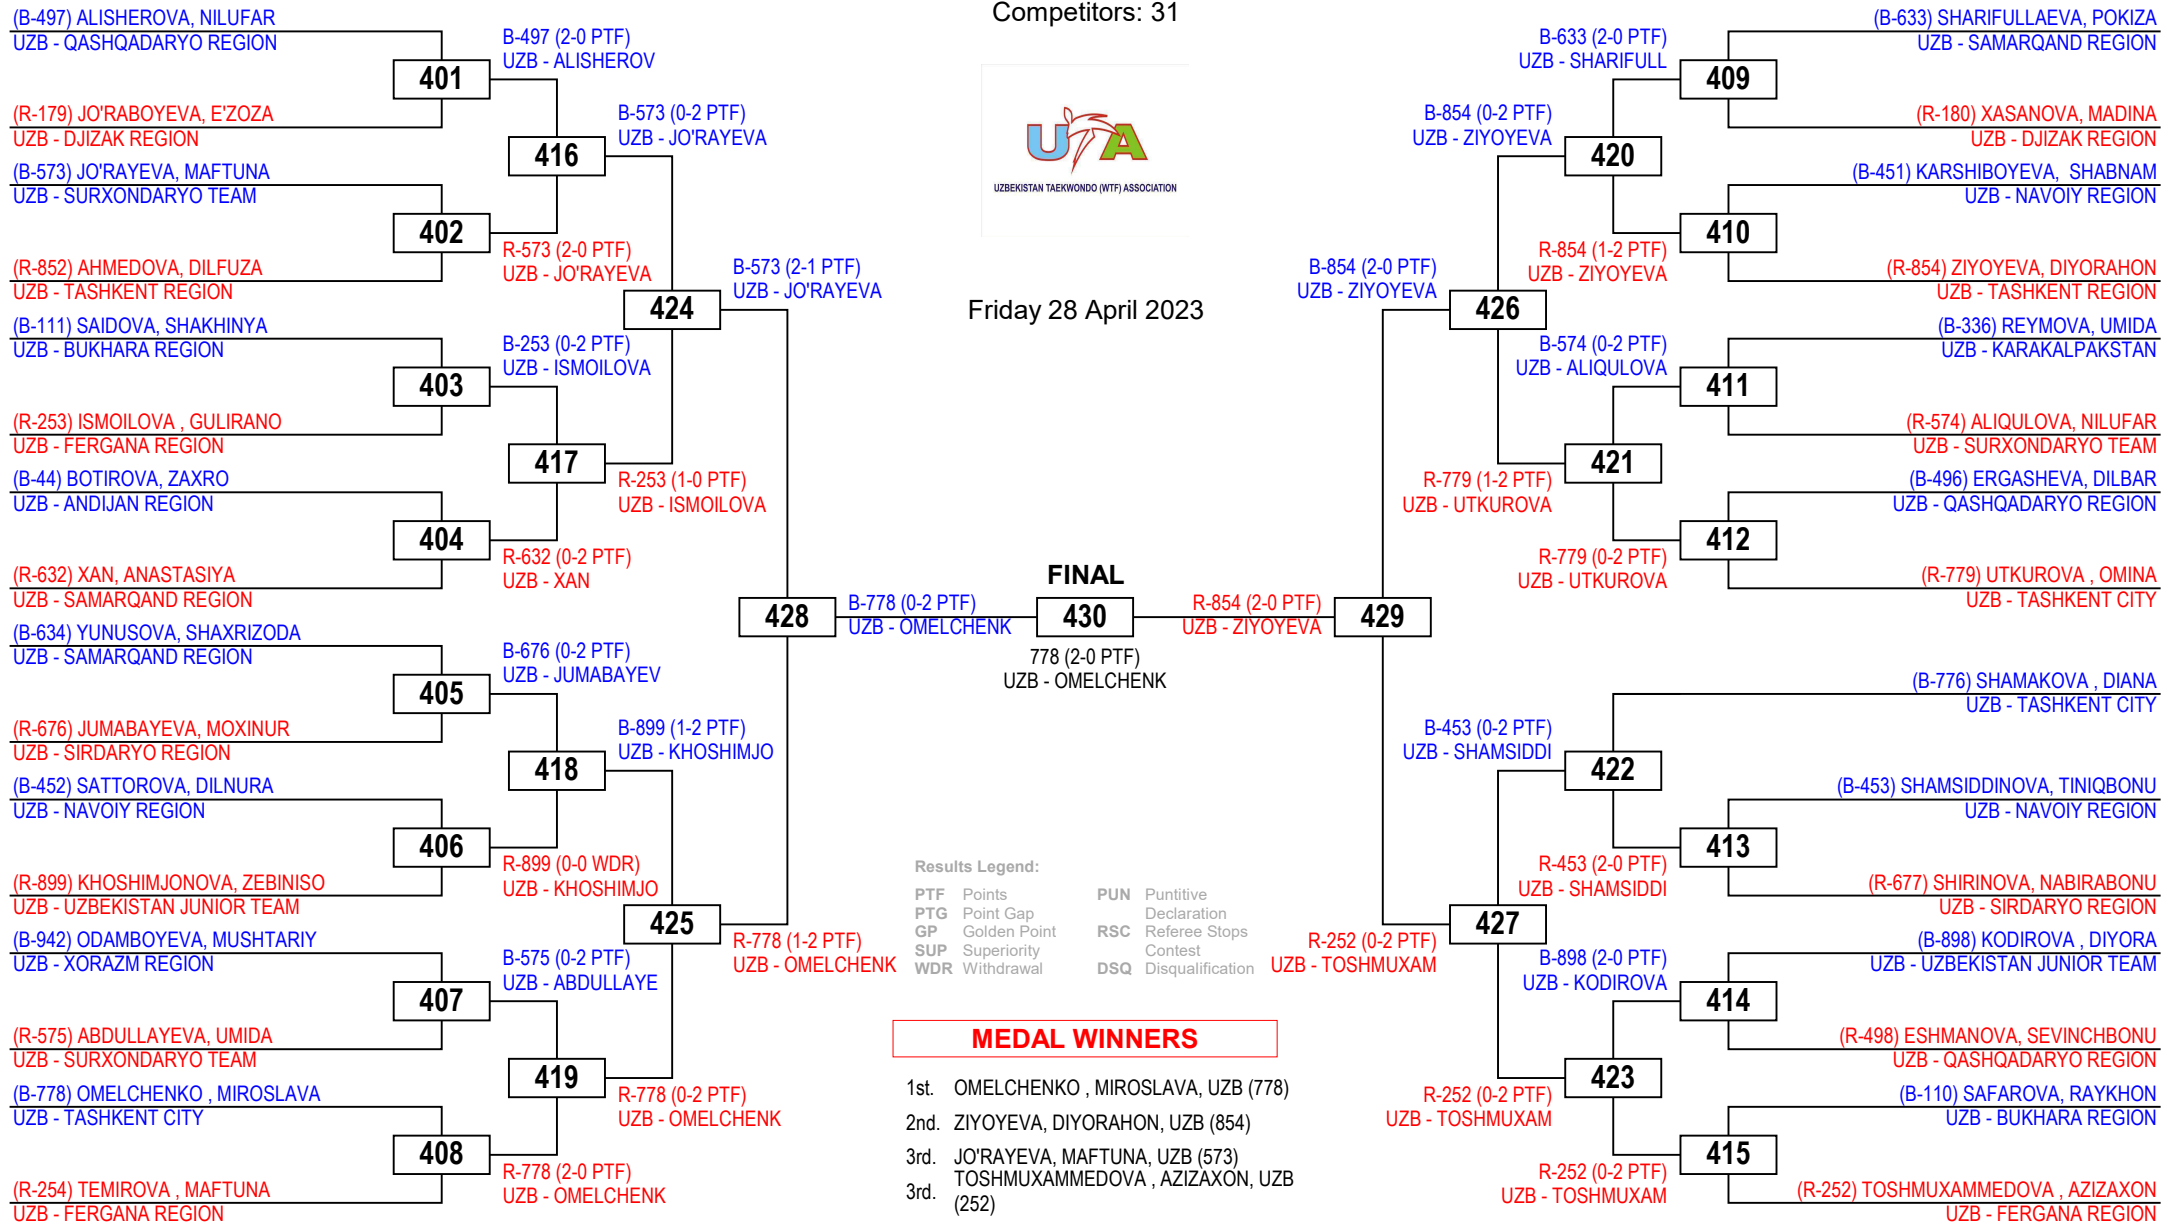 Competitors: 31
UTA
UZBEKISTAN TAEKWONDO (WTF) ASSOCIATION
Friday 28 April 2023
(B-497) ALISHEROVA, NILUFAR
UZB - QASHQADARYO REGION
401
(R-179) JO'RABOYEVA, E'ZOZA
UZB - DJIZAK REGION
(B-573) JO'RAYEVA, MAFTUNA
UZB - SURXONDARYO TEAM
402
(R-852) AHMEDOVA, DILFUZA
UZB - TASHKENT REGION
(B-111) SAIDOVA, SHAKHINYA
UZB - BUKHARA REGION
403
(R-253) ISMOILOVA , GULIRANO
UZB - FERGANA REGION
(B-44) BOTIROVA, ZAXRO
UZB - ANDIJAN REGION
404
(R-632) XAN, ANASTASIYA
UZB - SAMARQAND REGION
(B-634) YUNUSOVA, SHAXRIZODA
UZB - SAMARQAND REGION
405
(R-676) JUMABAYEVA, MOXINUR
UZB - SIRDARYO REGION
(B-452) SATTOROVA, DILNURA
UZB - NAVOIY REGION
406
(R-899) KHOSHIMJONOVA, ZEBINISO
UZB - UZBEKISTAN JUNIOR TEAM
(B-942) ODAMBOYEVA, MUSHTARIY
UZB - XORAZM REGION
407
(R-575) ABDULLAYEVA, UMIDA
UZB - SURXONDARYO TEAM
(B-778) OMELCHENKO , MIROSLAVA
UZB - TASHKENT CITY
408
(R-254) TEMIROVA , MAFTUNA
UZB - FERGANA REGION
B-497 (2-0 PTF)
UZB - ALISHEROV
416
R-573 (2-0 PTF)
UZB - JO'RAYEVA
B-253 (0-2 PTF)
UZB - ISMOILOVA
417
R-632 (0-2 PTF)
UZB - XAN
B-676 (0-2 PTF)
UZB - JUMABAYEV
418
R-899 (0-0 WDR)
UZB - KHOSHIMJO
B-575 (0-2 PTF)
UZB - ABDULLAYE
419
R-778 (2-0 PTF)
UZB - OMELCHENK
B-573 (0-2 PTF)
UZB - JO'RAYEVA
424
R-253 (1-0 PTF)
UZB - ISMOILOVA
B-899 (1-2 PTF)
UZB - KHOSHIMJO
425
R-778 (0-2 PTF)
UZB - OMELCHENK
B-573 (2-1 PTF)
UZB - JO'RAYEVA
428
R-778 (1-2 PTF)
UZB - OMELCHENK
B-778 (0-2 PTF)
UZB - OMELCHENK
FINAL
430
778 (2-0 PTF)
UZB - OMELCHENK
R-854 (2-0 PTF)
UZB - ZIYOYEVA
B-854 (2-0 PTF)
UZB - ZIYOYEVA
429
R-252 (0-2 PTF)
UZB - TOSHMUXAM
B-854 (0-2 PTF)
UZB - ZIYOYEVA
426
R-779 (1-2 PTF)
UZB - UTKUROVA
B-453 (0-2 PTF)
UZB - SHAMSIDDI
427
R-252 (0-2 PTF)
UZB - TOSHMUXAM
B-633 (2-0 PTF)
UZB - SHARIFULL
420
R-854 (1-2 PTF)
UZB - ZIYOYEVA
B-574 (0-2 PTF)
UZB - ALIQULOVA
421
R-779 (0-2 PTF)
UZB - UTKUROVA
422
R-453 (2-0 PTF)
UZB - SHAMSIDDI
B-898 (2-0 PTF)
UZB - KODIROVA
423
R-252 (0-2 PTF)
UZB - TOSHMUXAM
(B-633) SHARIFULLAEVA, POKIZA
UZB - SAMARQAND REGION
409
(R-180) XASANOVA, MADINA
UZB - DJIZAK REGION
(B-451) KARSHIBOYEVA, SHABNAM
UZB - NAVOIY REGION
410
(R-854) ZIYOYEVA, DIYORAHON
UZB - TASHKENT REGION
(B-336) REYMOVA, UMIDA
UZB - KARAKALPAKSTAN
411
(R-574) ALIQULOVA, NILUFAR
UZB - SURXONDARYO TEAM
(B-496) ERGASHEVA, DILBAR
UZB - QASHQADARYO REGION
412
(R-779) UTKUROVA , OMINA
UZB - TASHKENT CITY
(B-776) SHAMAKOVA , DIANA
UZB - TASHKENT CITY
(B-453) SHAMSIDDINOVA, TINIQBONU
UZB - NAVOIY REGION
413
(R-677) SHIRINOVA, NABIRABONU
UZB - SIRDARYO REGION
(B-898) KODIROVA , DIYORA
UZB - UZBEKISTAN JUNIOR TEAM
414
(R-498) ESHMANOVA, SEVINCHBONU
UZB - QASHQADARYO REGION
(B-110) SAFAROVA, RAYKHON
UZB - BUKHARA REGION
415
(R-252) TOSHMUXAMMEDOVA , AZIZAXON
UZB - FERGANA REGION
Results Legend:
PTF Points
PTG Point Gap
GP Golden Point
SUP Superiority
WDR Withdrawal
PUN Puntitive
Declaration
RSC Referee Stops
Contest
DSQ Disqualification
MEDAL WINNERS
1st. OMELCHENKO , MIROSLAVA, UZB (778)
2nd. ZIYOYEVA, DIYORAHON, UZB (854)
3rd. JO'RAYEVA, MAFTUNA, UZB (573)
3rd. TOSHMUXAMMEDOVA , AZIZAXON, UZB
(252)